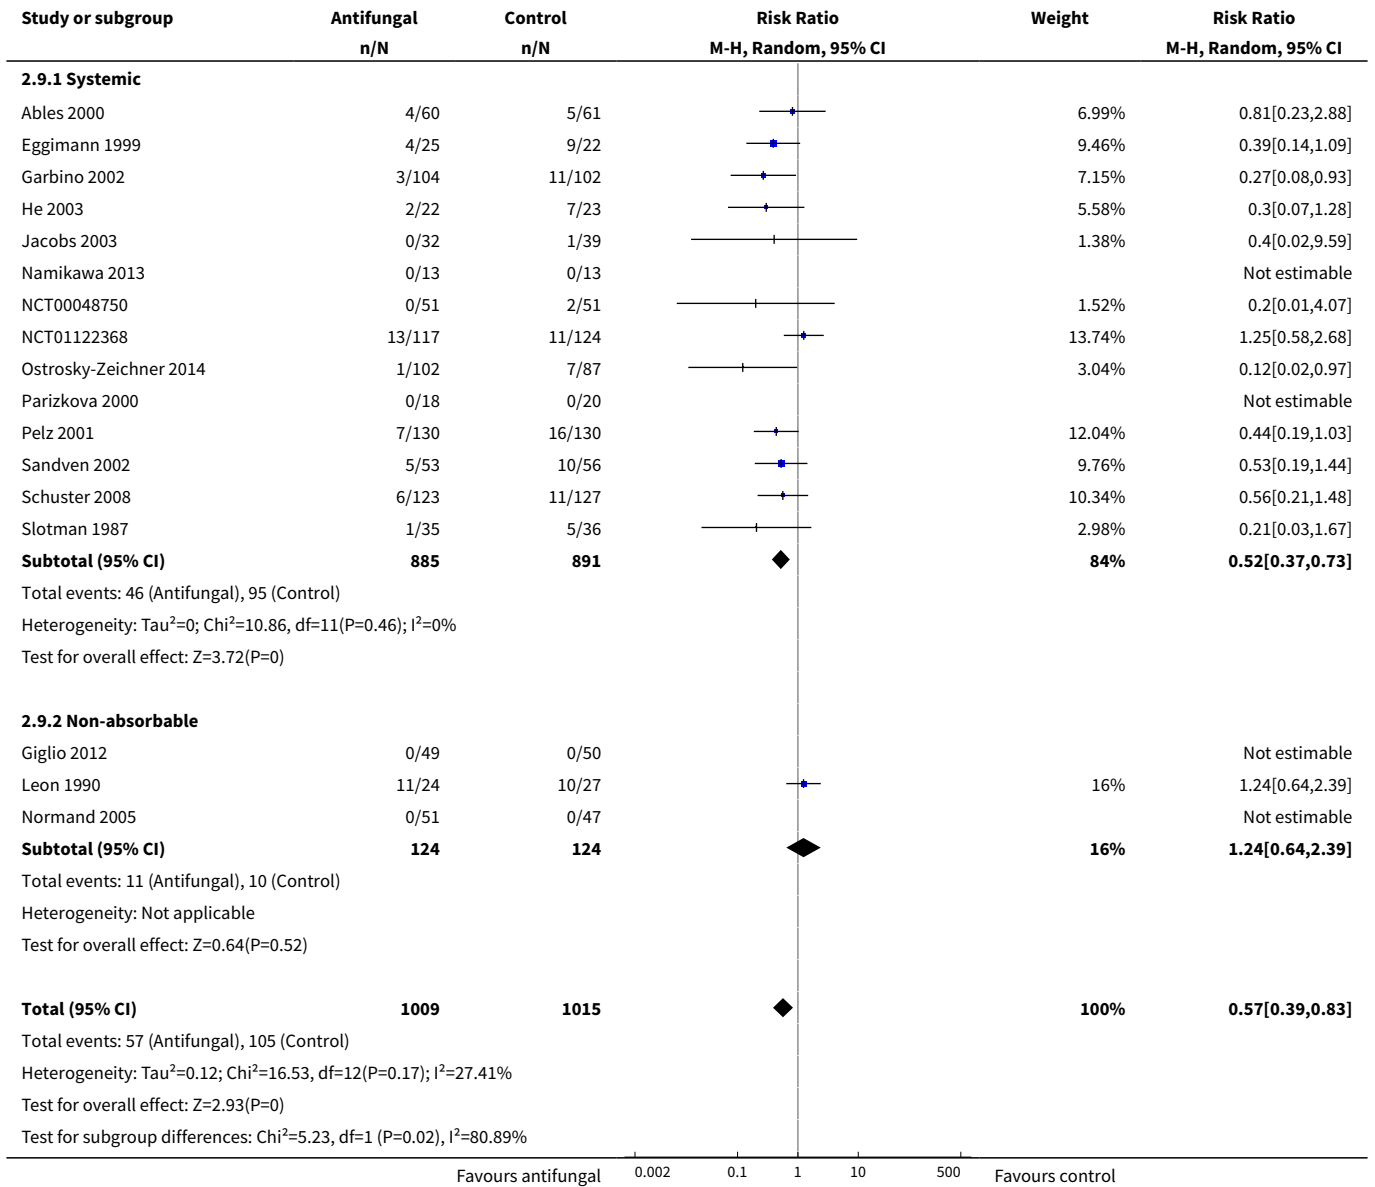 Study or subgroup Antifungal Control Risk Ratio Weight Risk Ratio
n/N n/N M-H, Random, 95% CI M-H, Random, 95% CI
2.9.1 Systemic
Ables 2000 4/60 5/61 6.99% 0.81[0.23,2.88]
Eggimann 1999 4/25 9/22 9.46% 0.39[0.14,1.09]
Garbino 2002 3/104 11/102 7.15% 0.27[0.08,0.93]
He 2003 2/22 7/23 5.58% 0.3[0.07,1.28]
Jacobs 2003 0/32 1/39 1.38% 0.4[0.02,9.59]
Namikawa 2013 0/13 0/13 Not estimable
NCT00048750 0/51 2/51 1.52% 0.2[0.01,4.07]
NCT01122368 13/117 11/124 13.74% 1.25[0.58,2.68]
Ostrosky-Zeichner 2014 1/102 7/87 3.04% 0.12[0.02,0.97]
Parizkova 2000 0/18 0/20 Not estimable
Pelz 2001 7/130 16/130 12.04% 0.44[0.19,1.03]
Sandven 2002 5/53 10/56 9.76% 0.53[0.19,1.44]
Schuster 2008 6/123 11/127 10.34% 0.56[0.21,1.48]
Slotman 1987 1/35 5/36 2.98% 0.21[0.03,1.67]
Subtotal (95% CI) 885 891 84% 0.52[0.37,0.73]
Total events: 46 (Antifungal), 95 (Control)
Heterogeneity: Tau²=0; Chi²=10.86, df=11(P=0.46); I²=0%
Test for overall effect: Z=3.72(P=0)
2.9.2 Non-absorbable
Giglio 2012 0/49 0/50 Not estimable
Leon 1990 11/24 10/27 16% 1.24[0.64,2.39]
Normand 2005 0/51 0/47 Not estimable
Subtotal (95% CI) 124 124 16% 1.24[0.64,2.39]
Total events: 11 (Antifungal), 10 (Control)
Heterogeneity: Not applicable
Test for overall effect: Z=0.64(P=0.52)
Total (95% CI) 1009 1015 100% 0.57[0.39,0.83]
Total events: 57 (Antifungal), 105 (Control)
Heterogeneity: Tau²=0.12; Chi²=16.53, df=12(P=0.17); I²=27.41%
Test for overall effect: Z=2.93(P=0)
Test for subgroup differences: Chi²=5.23, df=1 (P=0.02), I²=80.89%
Favours antifungal 0.002 0.1 1 10 500 Favours control